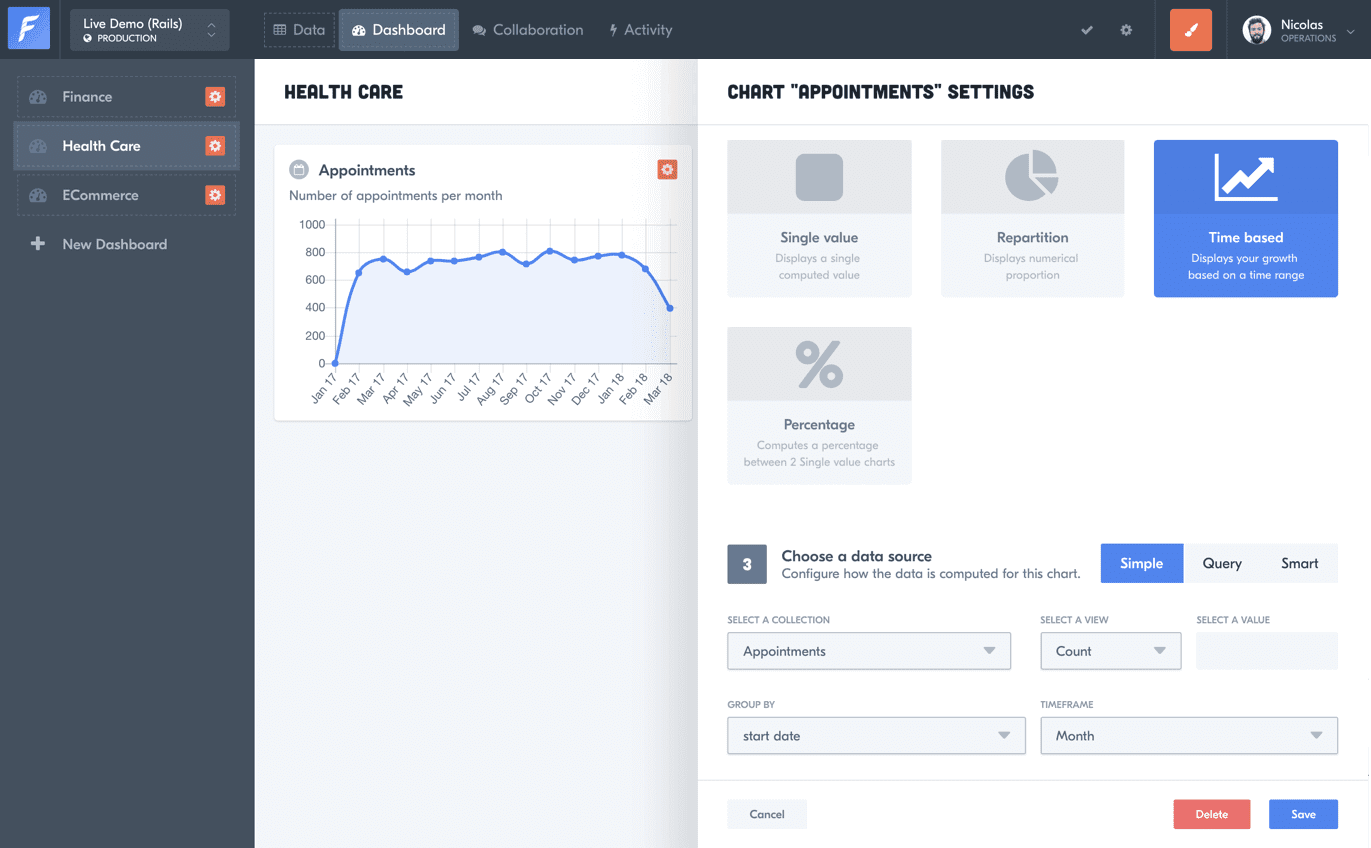 Live Demo (Rails)
PRODUCTION
Data
Dashboard
Collaboration
Activity
Nicolas
OPERATIONS
Finance
Health Care
ECommerce
New Dashboard
HEALTH CARE
Appointments
Number of appointments per month
1000
800
600
400
200
0
Jan 17
Feb 17
Mar 17
Apr 17
May 17
Jun 17
Jul 17
Aug 17
Sep 17
Oct 17
Nov 17
Dec 17
Jan 18
Feb 18
Mar 18
CHART "APPOINTMENTS" SETTINGS
Single value
Displays a single
computed value
Repartition
Displays numerical
proportion
Time based
Displays your growth
based on a time range
%
Percentage
Computes a percentage
between 2 Single value charts
3
Choose a data source
Configure how the data is computed for this chart.
Simple
Query
Smart
SELECT A COLLECTION
Appointments
SELECT A VIEW
Count
SELECT A VALUE
GROUP BY
start date
TIMEFRAME
Month
Cancel
Delete
Save